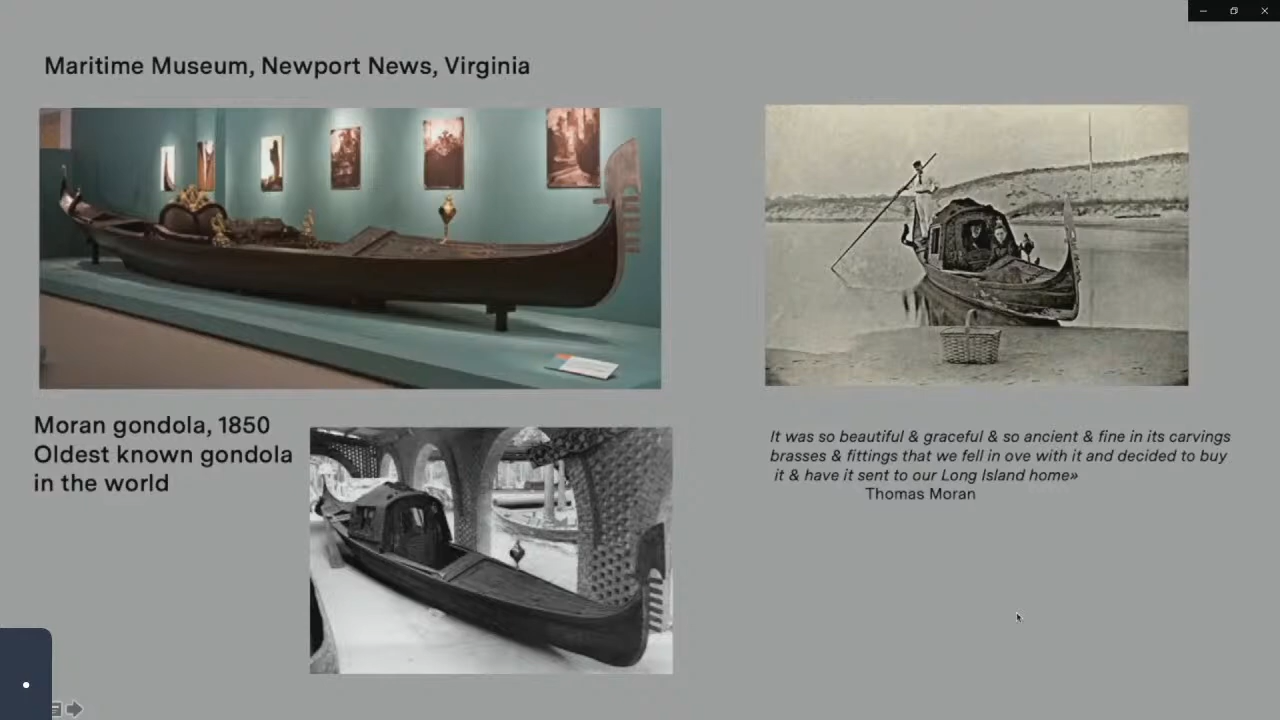 Maritime Museum, Newport News, Virginia
Moran gondola, 1850
Oldest known gondola
in the world
It was so beautiful & graceful & so ancient & fine in its carvings
brasses & fittings that we fell in ove with it and decided to buy
it & have it sent to our Long Island home»
Thomas Moran